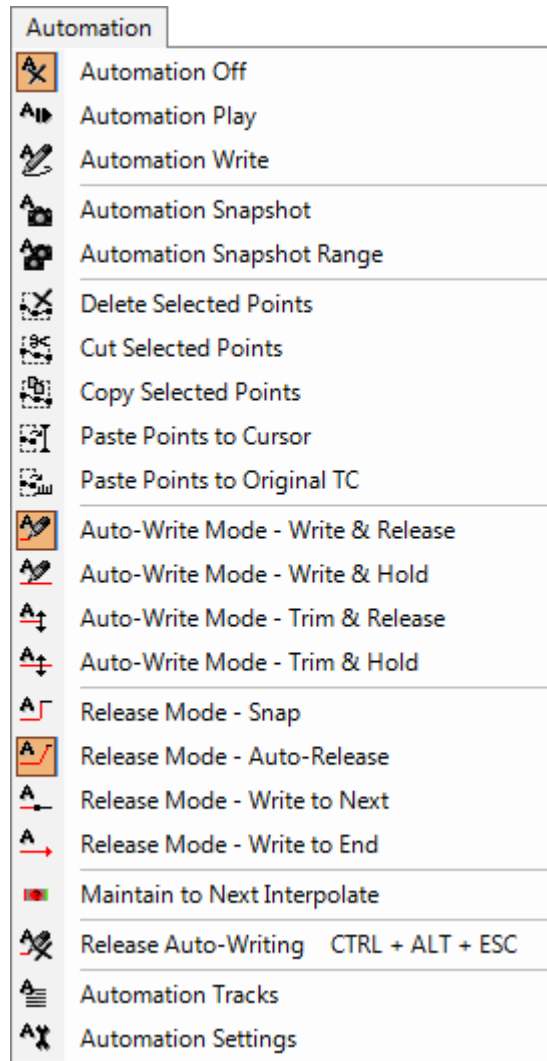 Automation
Automation Off
Automation Play
Automation Write
Automation Snapshot
Automation Snapshot Range
Delete Selected Points
Cut Selected Points
Copy Selected Points
Paste Points to Cursor
Paste Points to Original TC
Auto-Write Mode - Write & Release
Auto-Write Mode - Write & Hold
Auto-Write Mode - Trim & Release
Auto-Write Mode - Trim & Hold
Release Mode - Snap
Release Mode - Auto-Release
Release Mode - Write to Next
Release Mode - Write to End
Maintain to Next Interpolate
Release Auto-Writing CTRL + ALT + ESC
Automation Tracks
Automation Settings